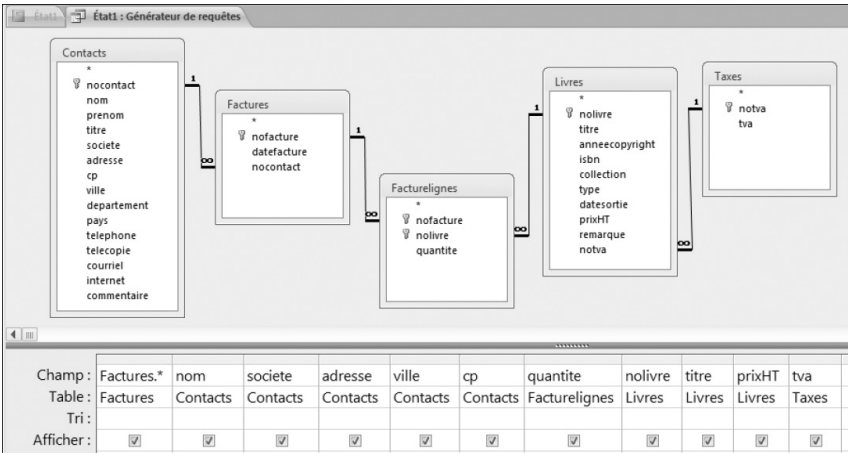 État1
État1 : Générateur de requêtes
Contacts
*
nocontact
nom
prenom
titre
societe
adresse
cp
ville
departement
pays
telephone
telecopie
courriel
internet
commentaire
1
∞
Factures
*
nofacture
datefacture
nocontact
1
∞
Facturelignes
*
nofacture
nolivre
quantite
1
∞
Livres
*
nolivre
titre
anneecopyright
isbn
collection
type
datesortie
prixHT
remarque
notva
1
∞
Taxes
*
notva
tva
Champ : Factures.* nom societe adresse ville cp quantite nolivre titre prixHT tva
Table : Factures Contacts Contacts Contacts Contacts Contacts Facturelignes Livres Livres Livres Taxes
Tri :
Afficher :